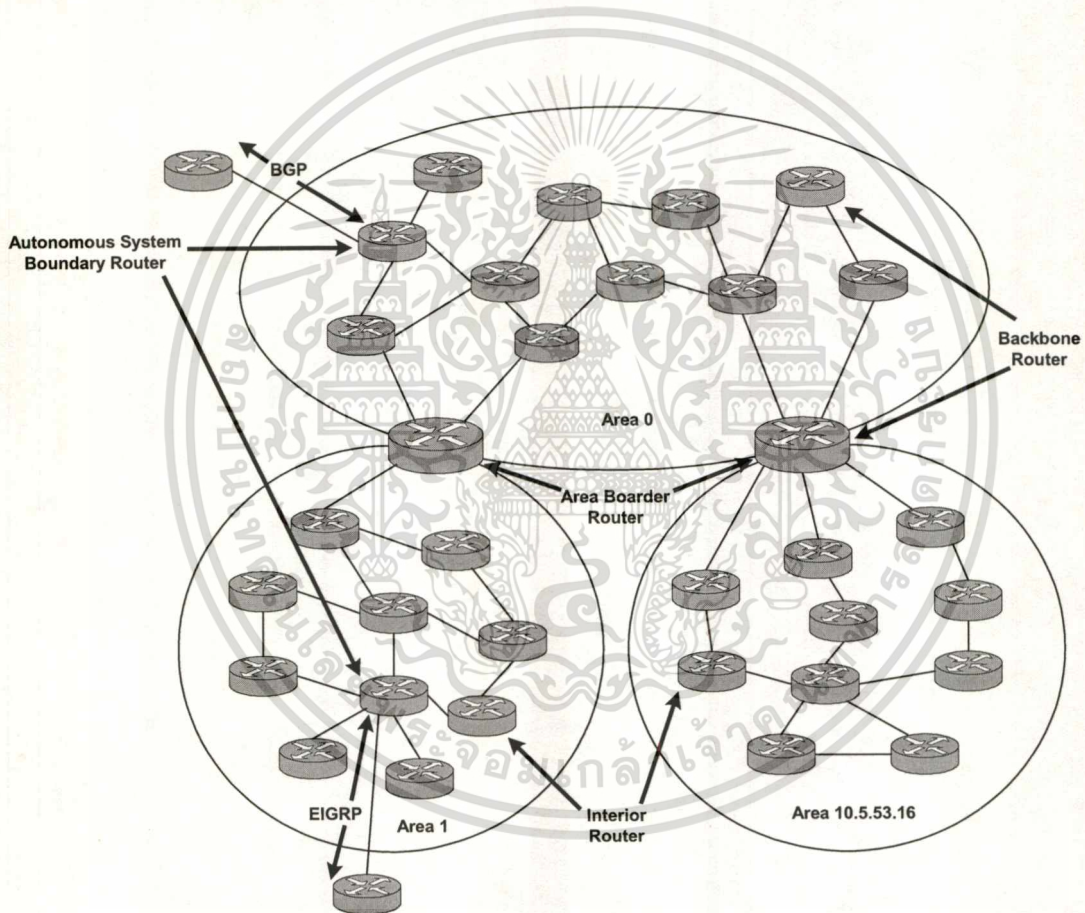 BGP
Autonomous System
Boundary Router
Backbone
Router
Area 0
Area Boarder
Router
EIGRP
Area 1
Interior
Router
Area 10.5.53.16